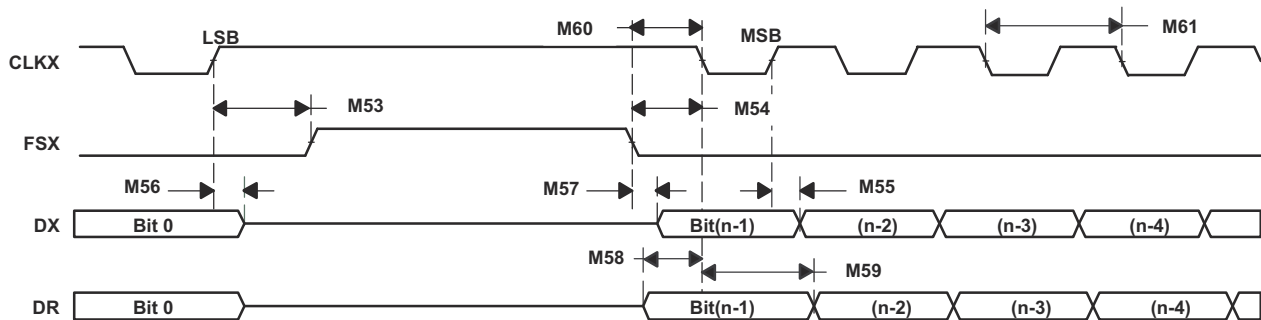 LSB M60 MSB M61
CLKX
M53 M54
FSX
M56 M57 M55
DX Bit 0 Bit(n-1) (n-2) (n-3) (n-4)
M58 M59
DR Bit 0 Bit(n-1) (n-2) (n-3) (n-4)